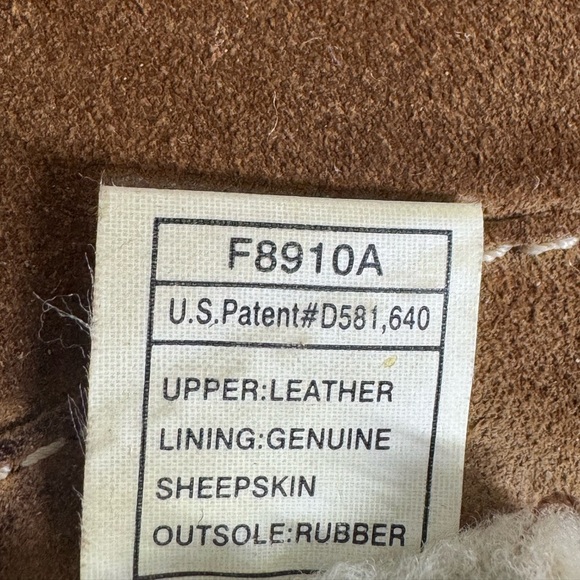 F8910A
U.S.Patent#D581,640
UPPER:LEATHER
LINING:GENUINE
SHEEPSKIN
OUTSOLE:RUBBER